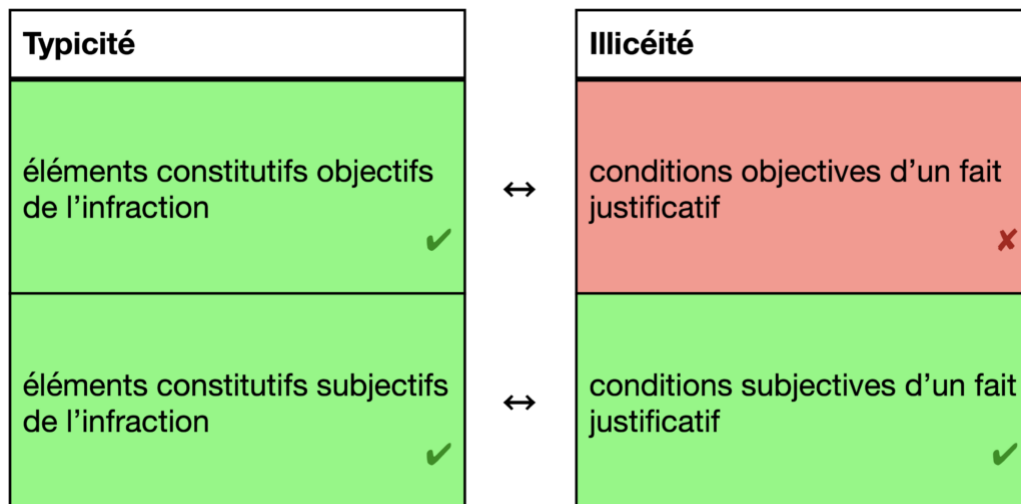 Typicité
éléments constitutifs objectifs
de l'infraction
✔
↔
Illicéité
conditions objectives d'un fait
justificatif
✘
éléments constitutifs subjectifs
de l'infraction
✔
↔
conditions subjectives d'un fait
justificatif
✔